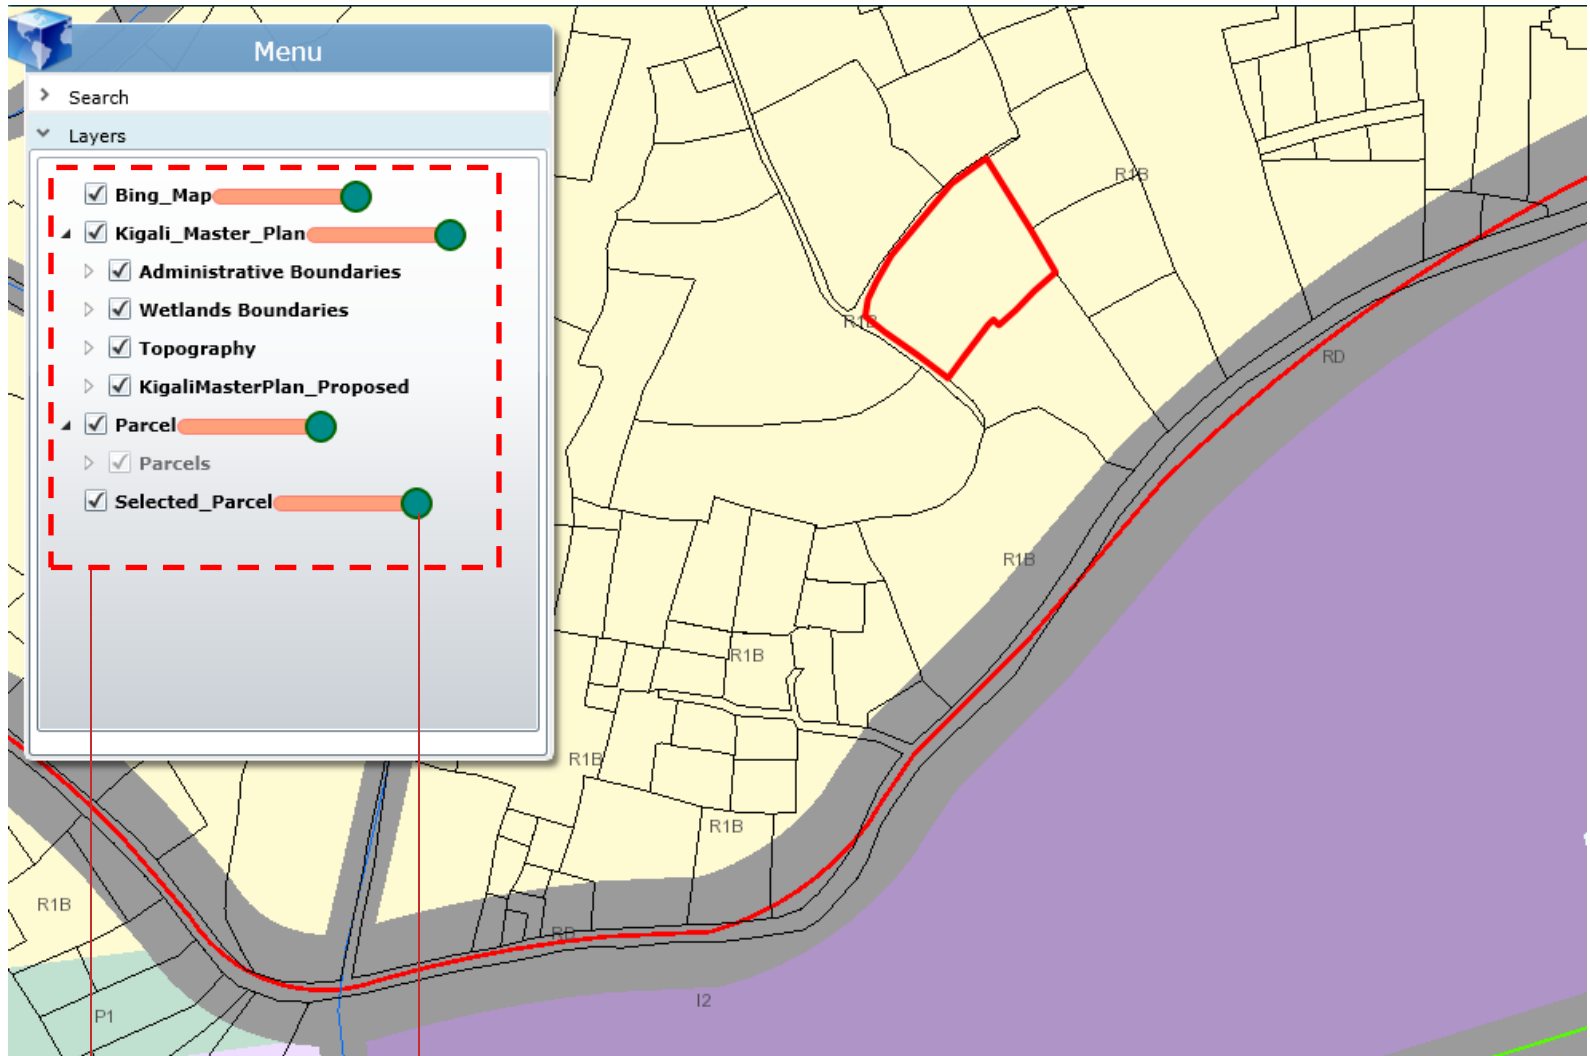 Menu
Search
Layers
Bing_Map
Kigali_Master_Plan
Administrative Boundaries
Wetlands Boundaries
Topography
KigaliMasterPlan_Proposed
Parcel
Parcels
Selected_Parcel
R1B
R1B
RD
R1B
R1B
R1B
R1B
R1B
RD
I2
P1